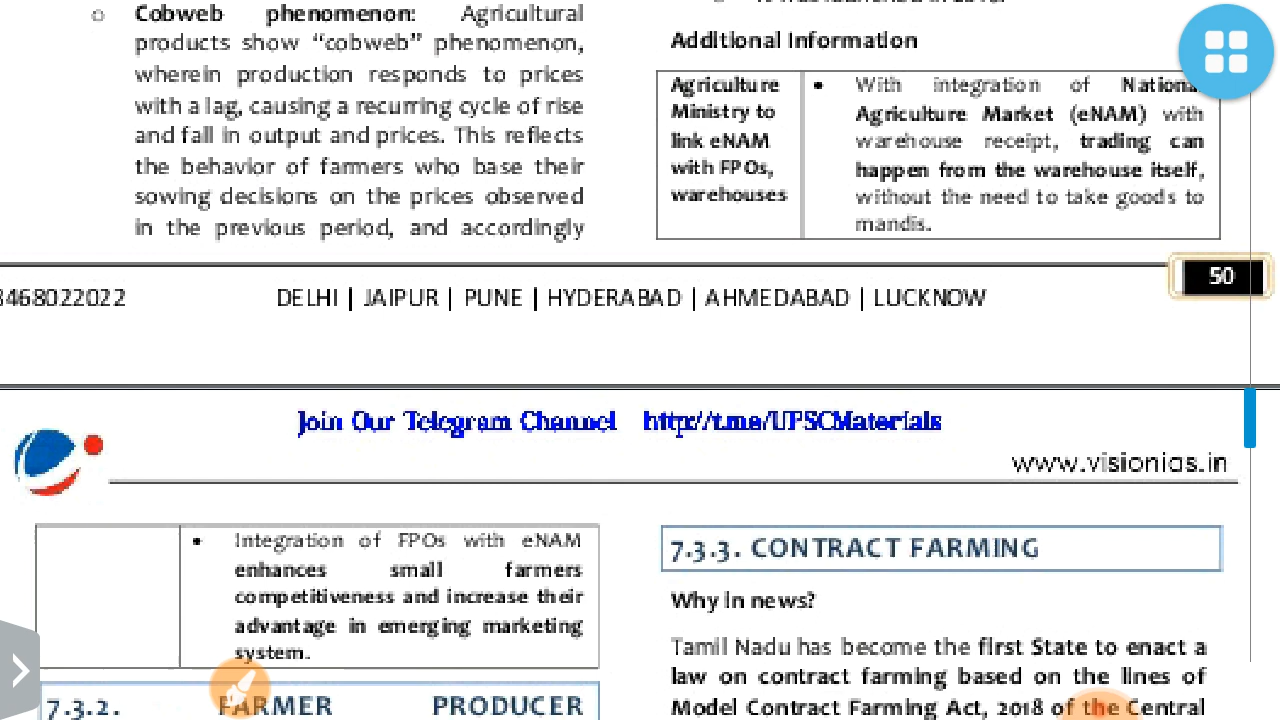 Cobweb phenomenon: Agricultural
products show “cobweb” phenomenon,
wherein production responds to prices
with a lag, causing a recurring cycle of rise
and fall in output and prices. This reflects
the behavior of farmers who base their
sowing decisions on the prices observed
in the previous period, and accordingly
Additional Information
Agriculture
Ministry to
link eNAM
with FPOs,
warehouses
• With integration of National
Agriculture Market (eNAM) with
warehouse receipt, trading can
happen from the warehouse itself,
without the need to take goods to
mandis.
50
8468022022 DELHI | JAIPUR | PUNE | HYDERABAD | AHMEDABAD | LUCKNOW
Join Our Telegram Channel http://t.me/UPSCMaterials
www.visionias.in
• Integration of FPOs with eNAM
enhances small farmers
competitiveness and increase their
advantage in emerging marketing
system.
7.3.2. FARMER PRODUCER
7.3.3. CONTRACT FARMING
Why in news?
Tamil Nadu has become the first State to enact a
law on contract farming based on the lines of
Model Contract Farming Act, 2018 of the Central